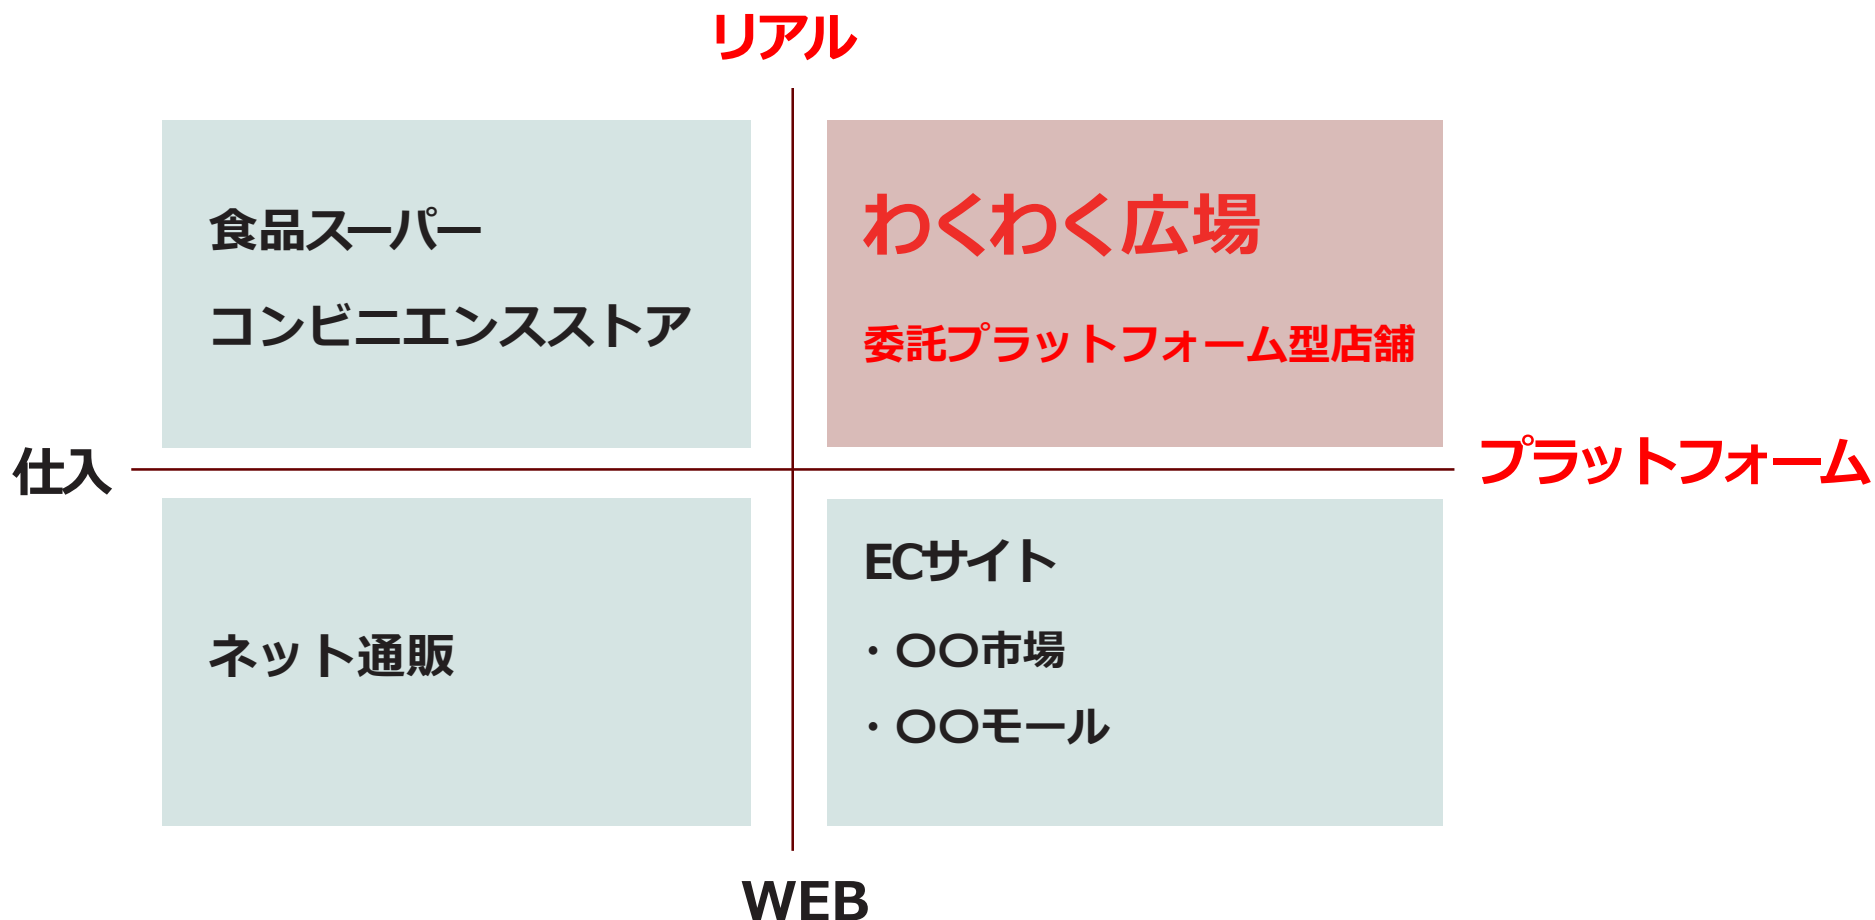 リアル
食品スーパー
コンビニエンスストア
わくわく広場
委託プラットフォーム型店舗
仕入
プラットフォーム
ネット通販
ECサイト
・〇〇市場
・〇〇モール
WEB